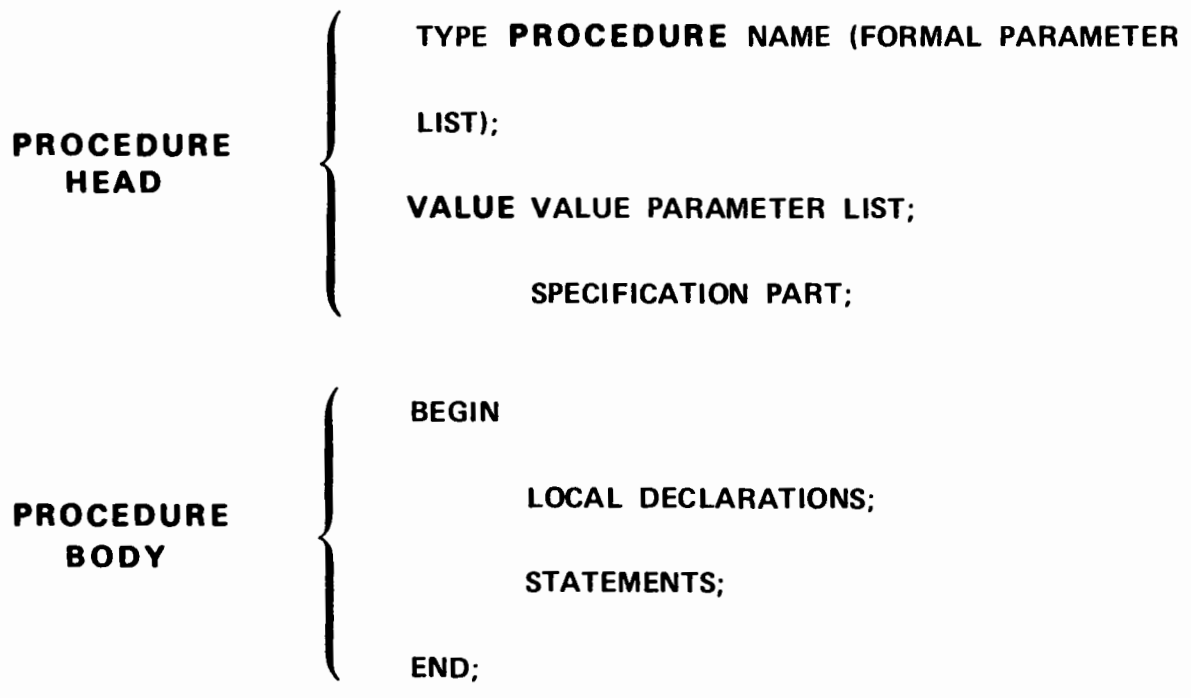 TYPE PROCEDURE NAME (FORMAL PARAMETER
LIST);
PROCEDURE
HEAD
VALUE VALUE PARAMETER LIST;
SPECIFICATION PART;
BEGIN
LOCAL DECLARATIONS;
PROCEDURE
BODY
STATEMENTS;
END;